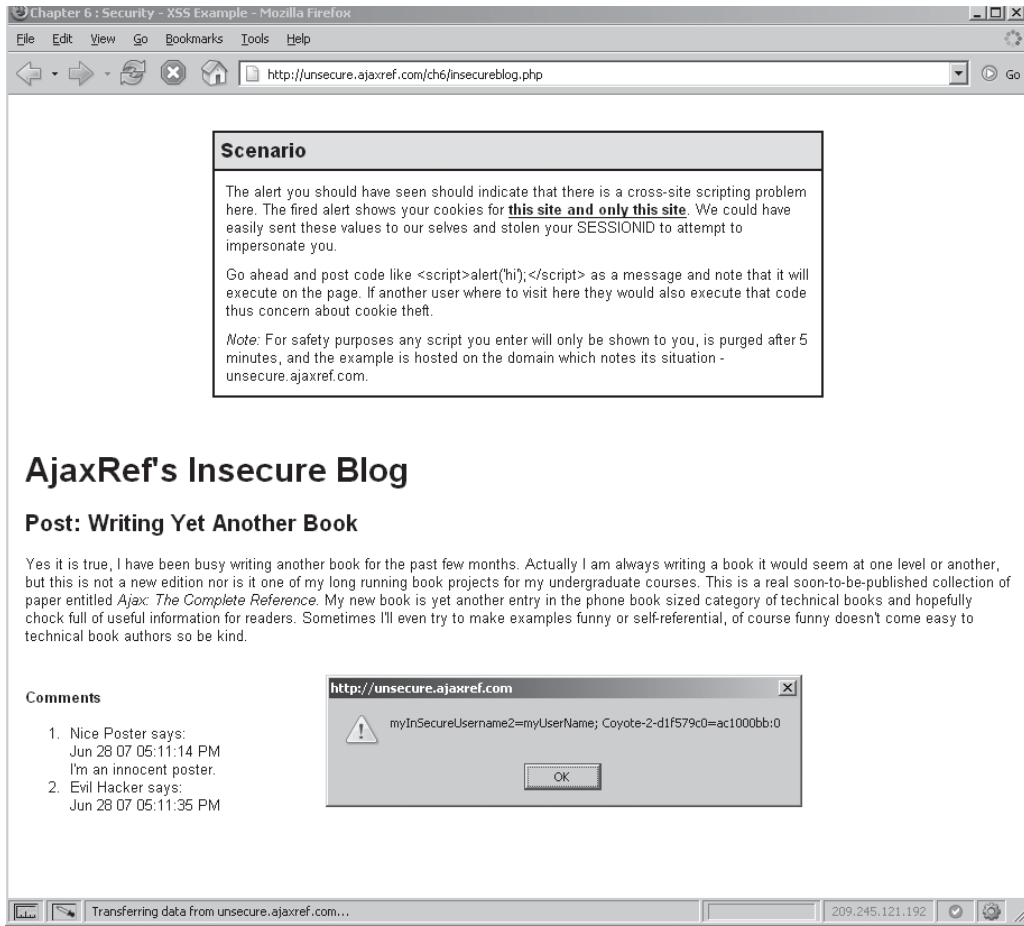 Chapter 6 : Security - XSS Example - Mozilla Firefox
File Edit View Go Bookmarks Tools Help
http://unsecure.ajaxref.com/ch6/insecureblog.php
Go
Scenario
The alert you should have seen should indicate that there is a cross-site scripting problem
here. The fired alert shows your cookies for this site and only this site. We could have
easily sent these values to our selves and stolen your SESSIONID to attempt to
impersonate you.
Go ahead and post code like <script>alert('hi');</script> as a message and note that it will
execute on the page. If another user where to visit here they would also execute that code
thus concern about cookie theft.
Note: For safety purposes any script you enter will only be shown to you, is purged after 5
minutes, and the example is hosted on the domain which notes its situation -
unsecure.ajaxref.com.
AjaxRef's Insecure Blog
Post: Writing Yet Another Book
Yes it is true, I have been busy writing another book for the past few months. Actually I am always writing a book it would seem at one level or another,
but this is not a new edition nor is it one of my long running book projects for my undergraduate courses. This is a real soon-to-be-published collection of
paper entitled Ajax: The Complete Reference. My new book is yet another entry in the phone book sized category of technical books and hopefully
chock full of useful information for readers. Sometimes I'll even try to make examples funny or self-referential, of course funny doesn't come easy to
technical book authors so be kind.
Comments
1. Nice Poster says:
Jun 28 07 05:11:14 PM
I'm an innocent poster.
2. Evil Hacker says:
Jun 28 07 05:11:35 PM
http://unsecure.ajaxref.com
myInSecureUsername2=myUserName; Coyote-2-d1f579c0=ac1000bb:0
OK
Transferring data from unsecure.ajaxref.com...
209.245.121.192